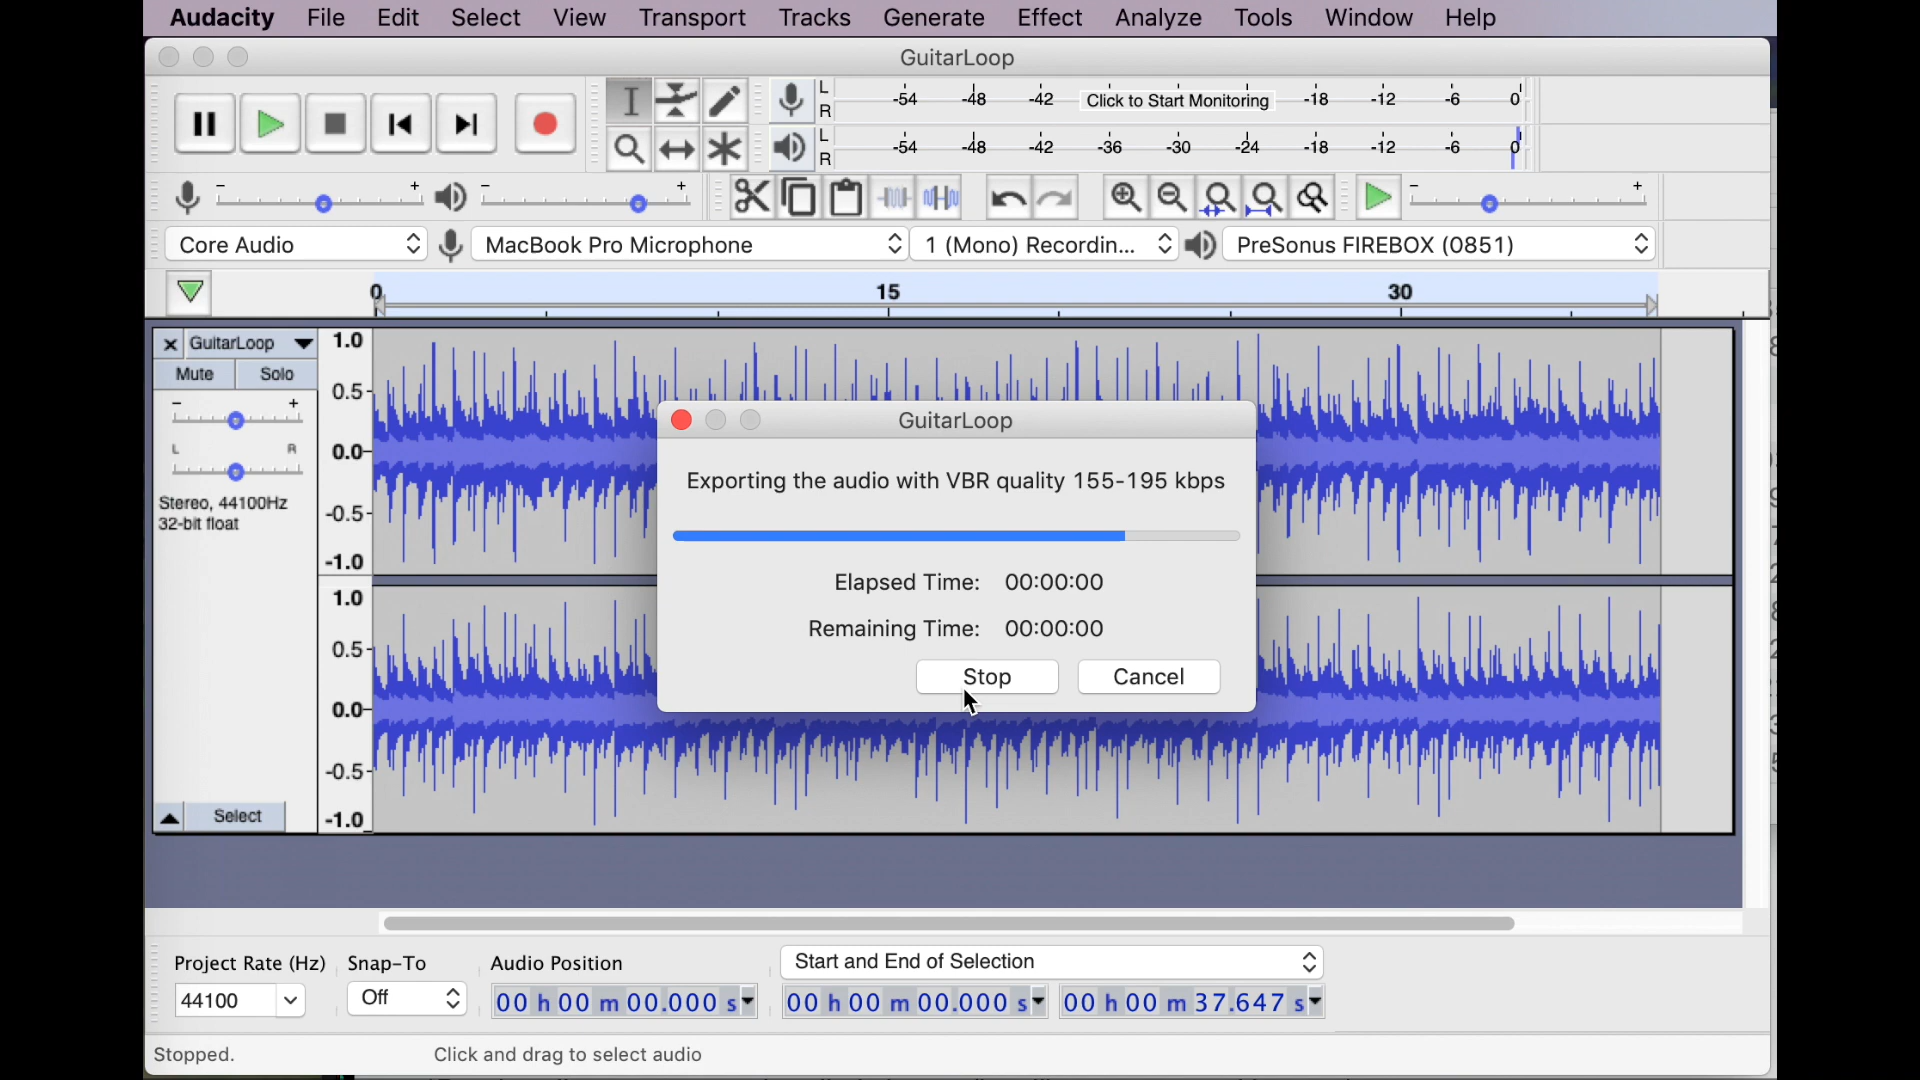 Audacity File Edit Select View Transport Tracks Generate Effect Analyze Tools Window Help
GuitarLoop
L
R
-54 -48 -42 Click to Start Monitoring -18 -12 -6 0
L
R
-54 -48 -42 -36 -30 -24 -18 -12 -6 0
- + - + - +
Core Audio MacBook Pro Microphone 1 (Mono) Recordin... PreSonus FIREBOX (0851)
0 15 30
GuitarLoop
Mute Solo
- +
L R
Stereo, 44100Hz
32-bit float
Select
1.0
0.5
0.0
-0.5
-1.0
1.0
0.5
0.0
-0.5
-1.0
GuitarLoop
Exporting the audio with VBR quality 155-195 kbps
Elapsed Time: 00:00:00
Remaining Time: 00:00:00
Stop Cancel
Project Rate (Hz) Snap-To Audio Position Start and End of Selection
44100 Off 00 h 00 m 00.000 s 00 h 00 m 00.000 s 00 h 00 m 37.647 s
Stopped. Click and drag to select audio